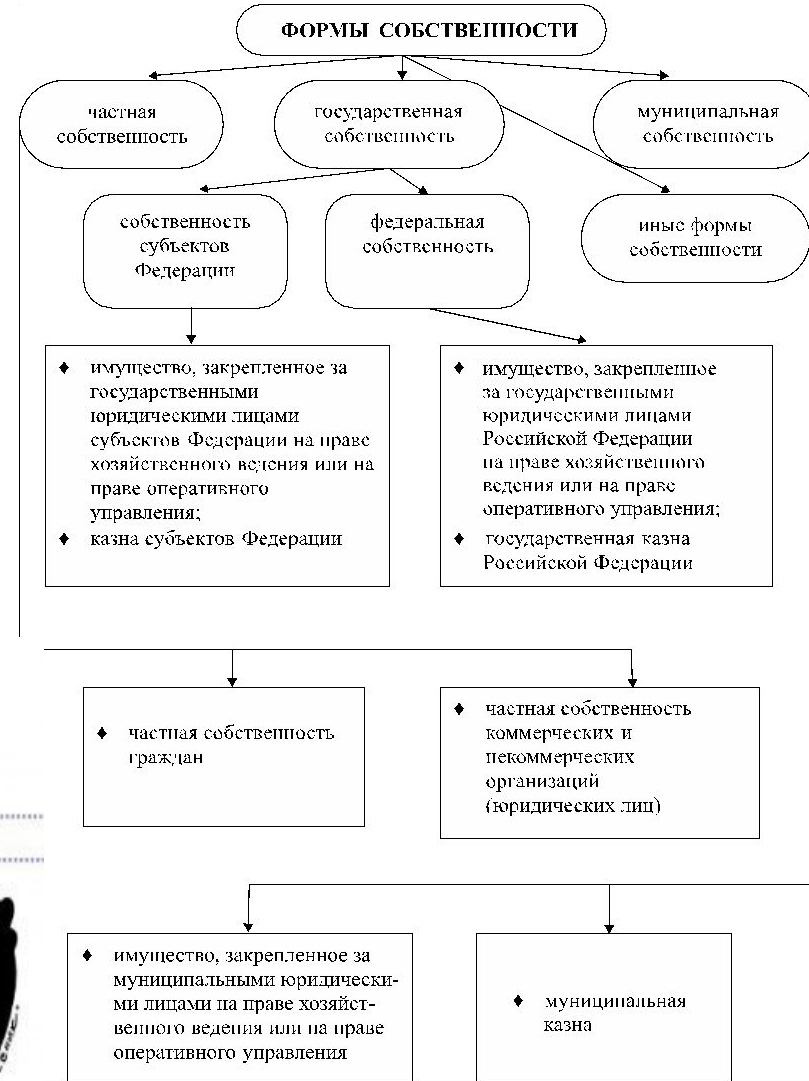 ФОРМЫ СОБСТВЕННОСТИ
частная
собственность
государственная
собственность
муниципальная
собственность
собственность
субъектов
Федерации
федеральная
собственность
иные формы
собственности
♦ имущество, закрепленное за
государственными
юридическими лицами
субъектов Федерации на праве
хозяйственного ведения или на
праве оперативного
управления;
♦ казна субъектов Федерации
♦ имущество, закрепленное
за государственными
юридическими лицами
Российской Федерации
на праве хозяйственного
ведения или на праве
оперативного управления;
♦ государственная казна
Российской Федерации
♦ частная собственность
граждан
♦ частная собственность
коммерческих и
некоммерческих
организаций
(юридических лиц)
♦ имущество, закрепленное за
муниципальными юридически-
ми лицами на праве хозяйст-
венного ведения или на праве
оперативного управления
♦ муниципальная
казна